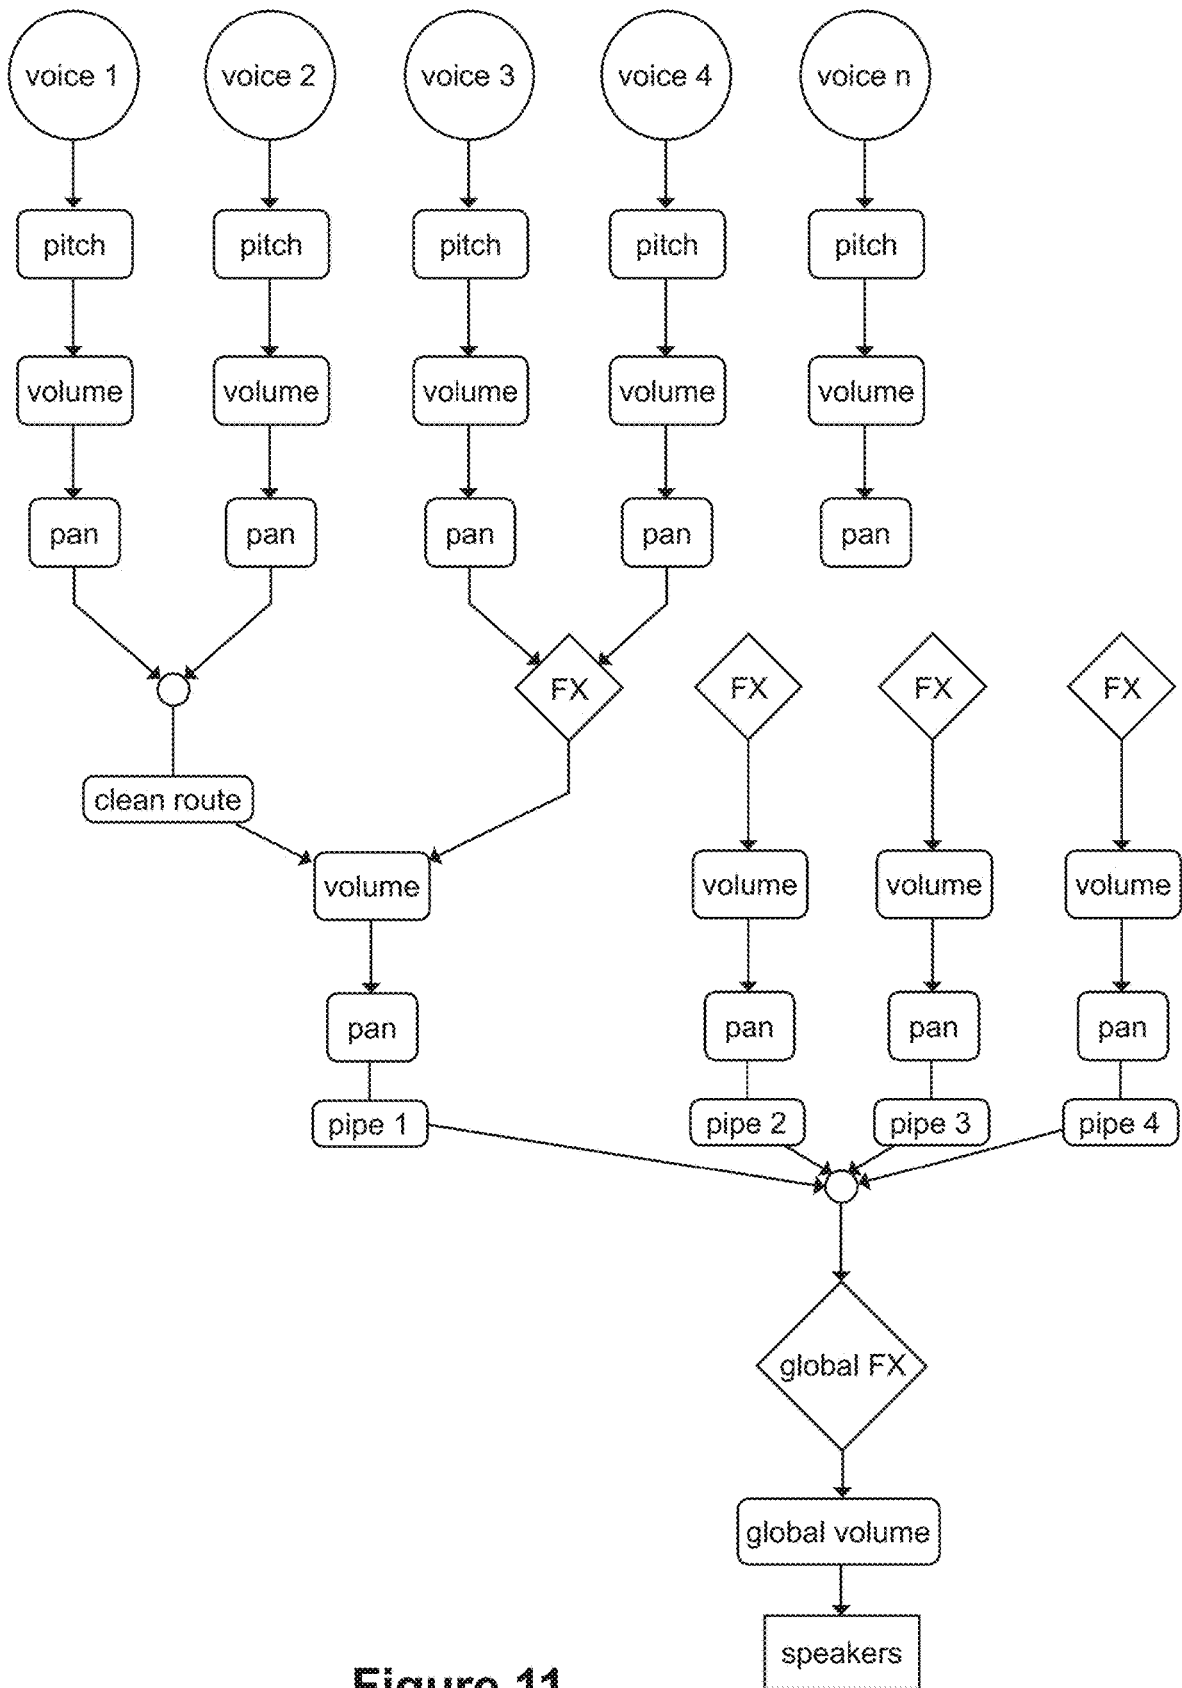 voice 1 voice 2 voice 3 voice 4 voice n
pitch pitch pitch pitch pitch
volume volume volume volume volume
pan pan pan pan pan
FX FX FX FX
clean route
volume volume volume volume
pan pan pan pan
pipe 1 pipe 2 pipe 3 pipe 4
global FX
global volume
speakers
Figure 11